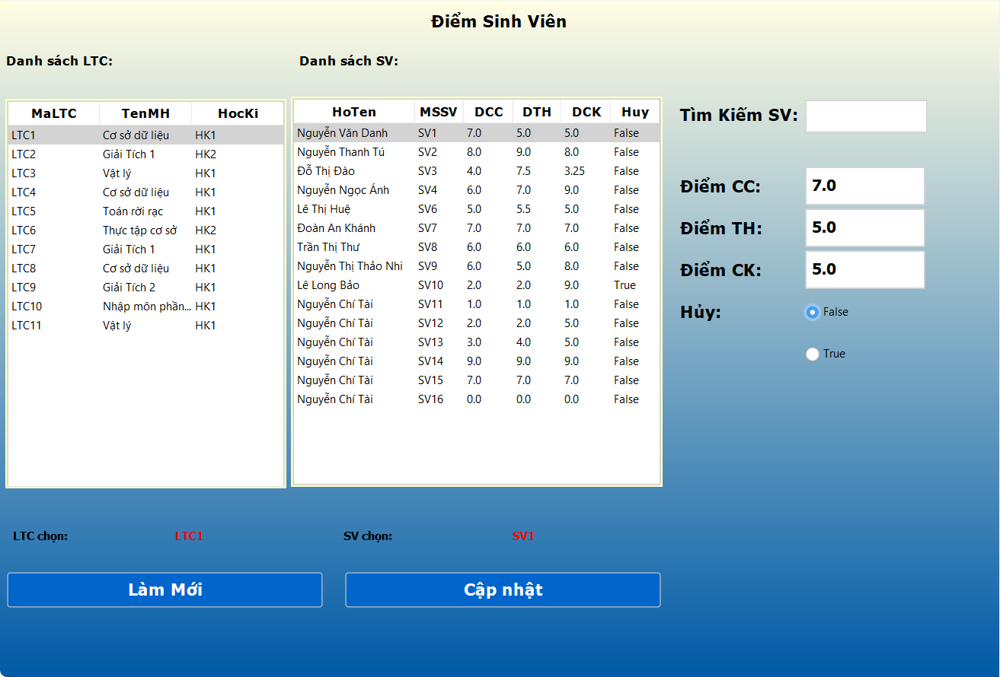 Điểm Sinh Viên
Danh sách LTC:
Danh sách SV:
MaLTC TenMH HocKi
LTC1 Cơ sở dữ liệu HK1
LTC2 Giải Tích 1 HK2
LTC3 Vật lý HK1
LTC4 Cơ sở dữ liệu HK1
LTC5 Toán rời rạc HK1
LTC6 Thực tập cơ sở HK2
LTC7 Giải Tích 1 HK1
LTC8 Cơ sở dữ liệu HK1
LTC9 Giải Tích 2 HK1
LTC10 Nhập môn phần... HK1
LTC11 Vật lý HK1
HoTen MSSV DCC DTH DCK Huy
Nguyễn Văn Danh SV1 7.0 5.0 5.0 False
Nguyễn Thanh Tú SV2 8.0 9.0 8.0 False
Đỗ Thị Đào SV3 4.0 7.5 3.25 False
Nguyễn Ngọc Ánh SV4 6.0 7.0 9.0 False
Lê Thị Huệ SV6 5.0 5.5 5.0 False
Đoàn An Khánh SV7 7.0 7.0 7.0 False
Trần Thị Thư SV8 6.0 6.0 6.0 False
Nguyễn Thị Thảo Nhi SV9 6.0 5.0 8.0 False
Lê Long Bảo SV10 2.0 2.0 9.0 True
Nguyễn Chí Tài SV11 1.0 1.0 1.0 False
Nguyễn Chí Tài SV12 2.0 2.0 5.0 False
Nguyễn Chí Tài SV13 3.0 4.0 5.0 False
Nguyễn Chí Tài SV14 9.0 9.0 9.0 False
Nguyễn Chí Tài SV15 7.0 7.0 7.0 False
Nguyễn Chí Tài SV16 0.0 0.0 0.0 False
Tìm Kiếm SV:
Điểm CC: 7.0
Điểm TH: 5.0
Điểm CK: 5.0
Hủy: False
True
LTC chọn: LTC1
SV chọn: SV1
Làm Mới
Cập nhật